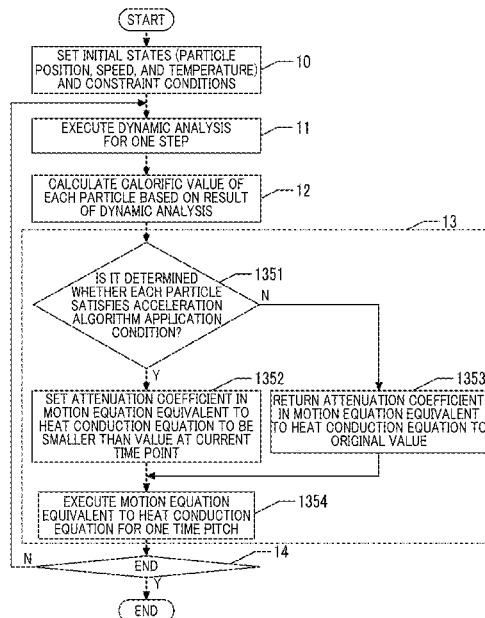 START
SET INITIAL STATES (PARTICLE
POSITION, SPEED, AND TEMPERATURE)
AND CONSTRAINT CONDITIONS
10
EXECUTE DYNAMIC ANALYSIS
FOR ONE STEP
11
CALCULATE CALORIFIC VALUE OF
EACH PARTICLE BASED ON RESULT
OF DYNAMIC ANALYSIS
12
13
IS IT DETERMINED
WHETHER EACH PARTICLE
SATISFIES ACCELERATION
ALGORITHM APPLICATION
CONDITION?
1351
N
Y
1352
SET ATTENUATION COEFFICIENT IN
MOTION EQUATION EQUIVALENT TO
HEAT CONDUCTION EQUATION TO BE
SMALLER THAN VALUE AT CURRENT
TIME POINT
1353
RETURN ATTENUATION COEFFICIENT
IN MOTION EQUATION EQUIVALENT
TO HEAT CONDUCTION EQUATION TO
ORIGINAL VALUE
EXECUTE MOTION EQUATION
EQUIVALENT TO HEAT CONDUCTION
EQUATION FOR ONE TIME PITCH
1354
N
END
14
Y
END